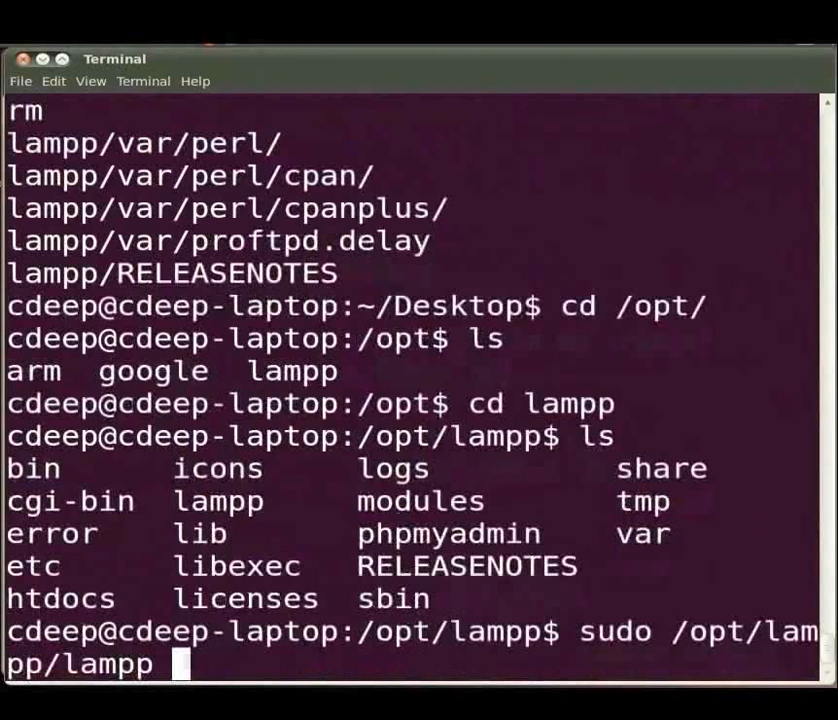 Terminal
File Edit View Terminal Help
rm
lampp/var/perl/
lampp/var/perl/cpan/
lampp/var/perl/cpanplus/
lampp/var/proftpd.delay
lampp/RELEASENOTES
cdeep@cdeep-laptop:~/Desktop$ cd /opt/
cdeep@cdeep-laptop:/opt$ ls
arm google lampp
cdeep@cdeep-laptop:/opt$ cd lampp
cdeep@cdeep-laptop:/opt/lampp$ ls
bin icons logs share
cgi-bin lampp modules tmp
error lib phpmyadmin var
etc libexec RELEASENOTES
htdocs licenses sbin
cdeep@cdeep-laptop:/opt/lampp$ sudo /opt/lam
pp/lampp